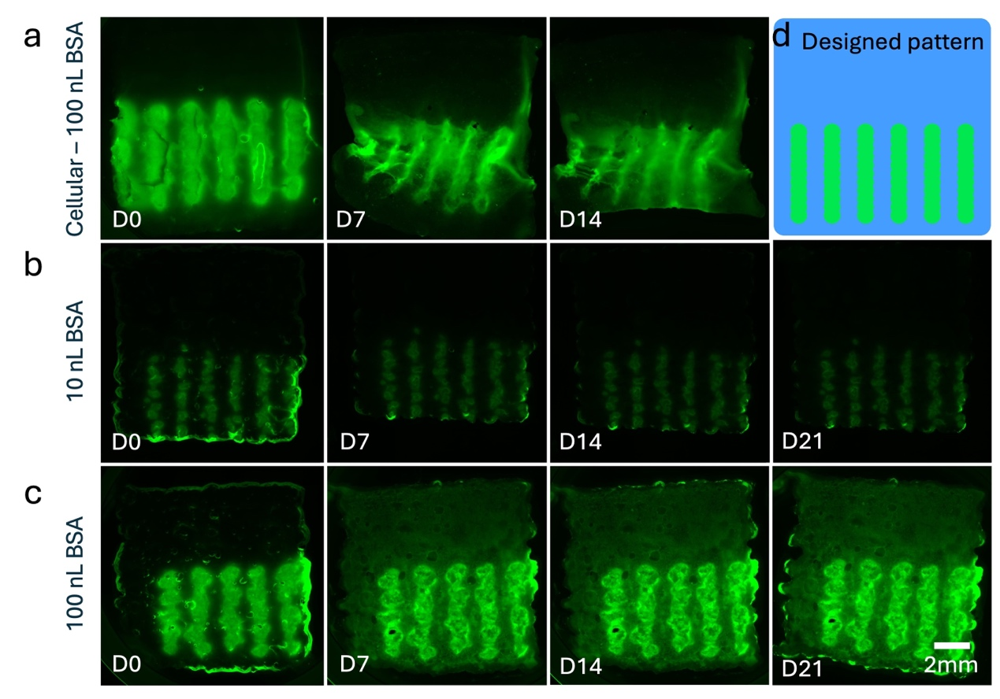 a
Cellular – 100 nL BSA
D0
D7
D14
d
Designed pattern
b
10 nL BSA
D0
D7
D14
D21
c
100 nL BSA
D0
D7
D14
D21
2mm